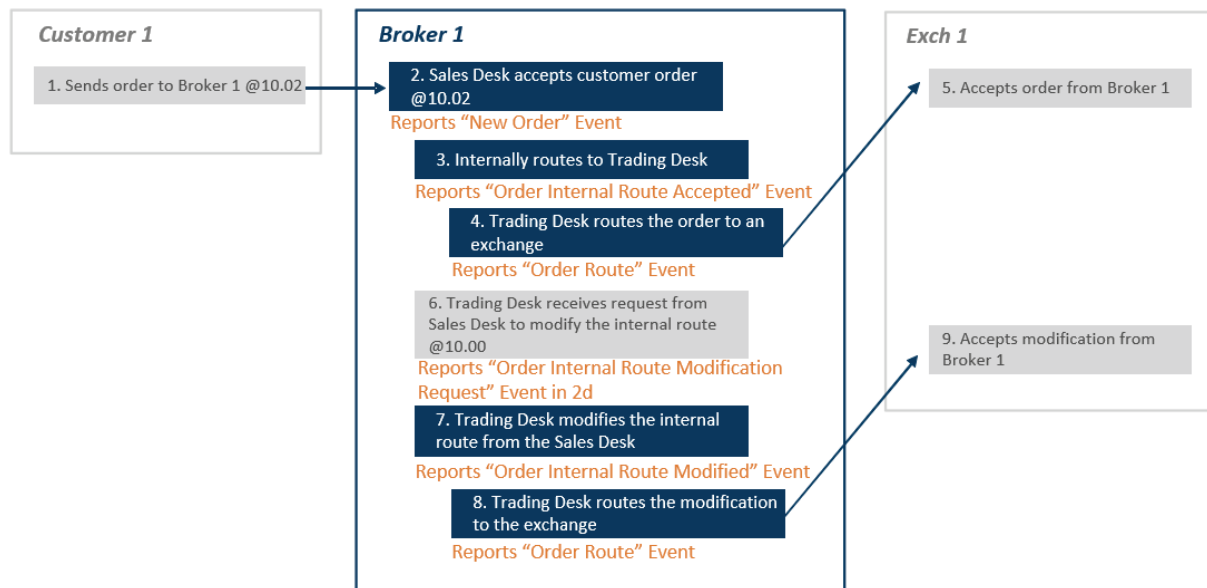 Customer 1
1. Sends order to Broker 1 @10.02
Broker 1
2. Sales Desk accepts customer order
@10.02
Reports “New Order” Event
3. Internally routes to Trading Desk
Reports “Order Internal Route Accepted” Event
4. Trading Desk routes the order to an
exchange
Reports “Order Route” Event
6. Trading Desk receives request from
Sales Desk to modify the internal route
@10.00
Reports “Order Internal Route Modification
Request” Event in 2d
7. Trading Desk modifies the internal
route from the Sales Desk
Reports “Order Internal Route Modified” Event
8. Trading Desk routes the modification
to the exchange
Reports “Order Route” Event
Exch 1
5. Accepts order from Broker 1
9. Accepts modification from
Broker 1